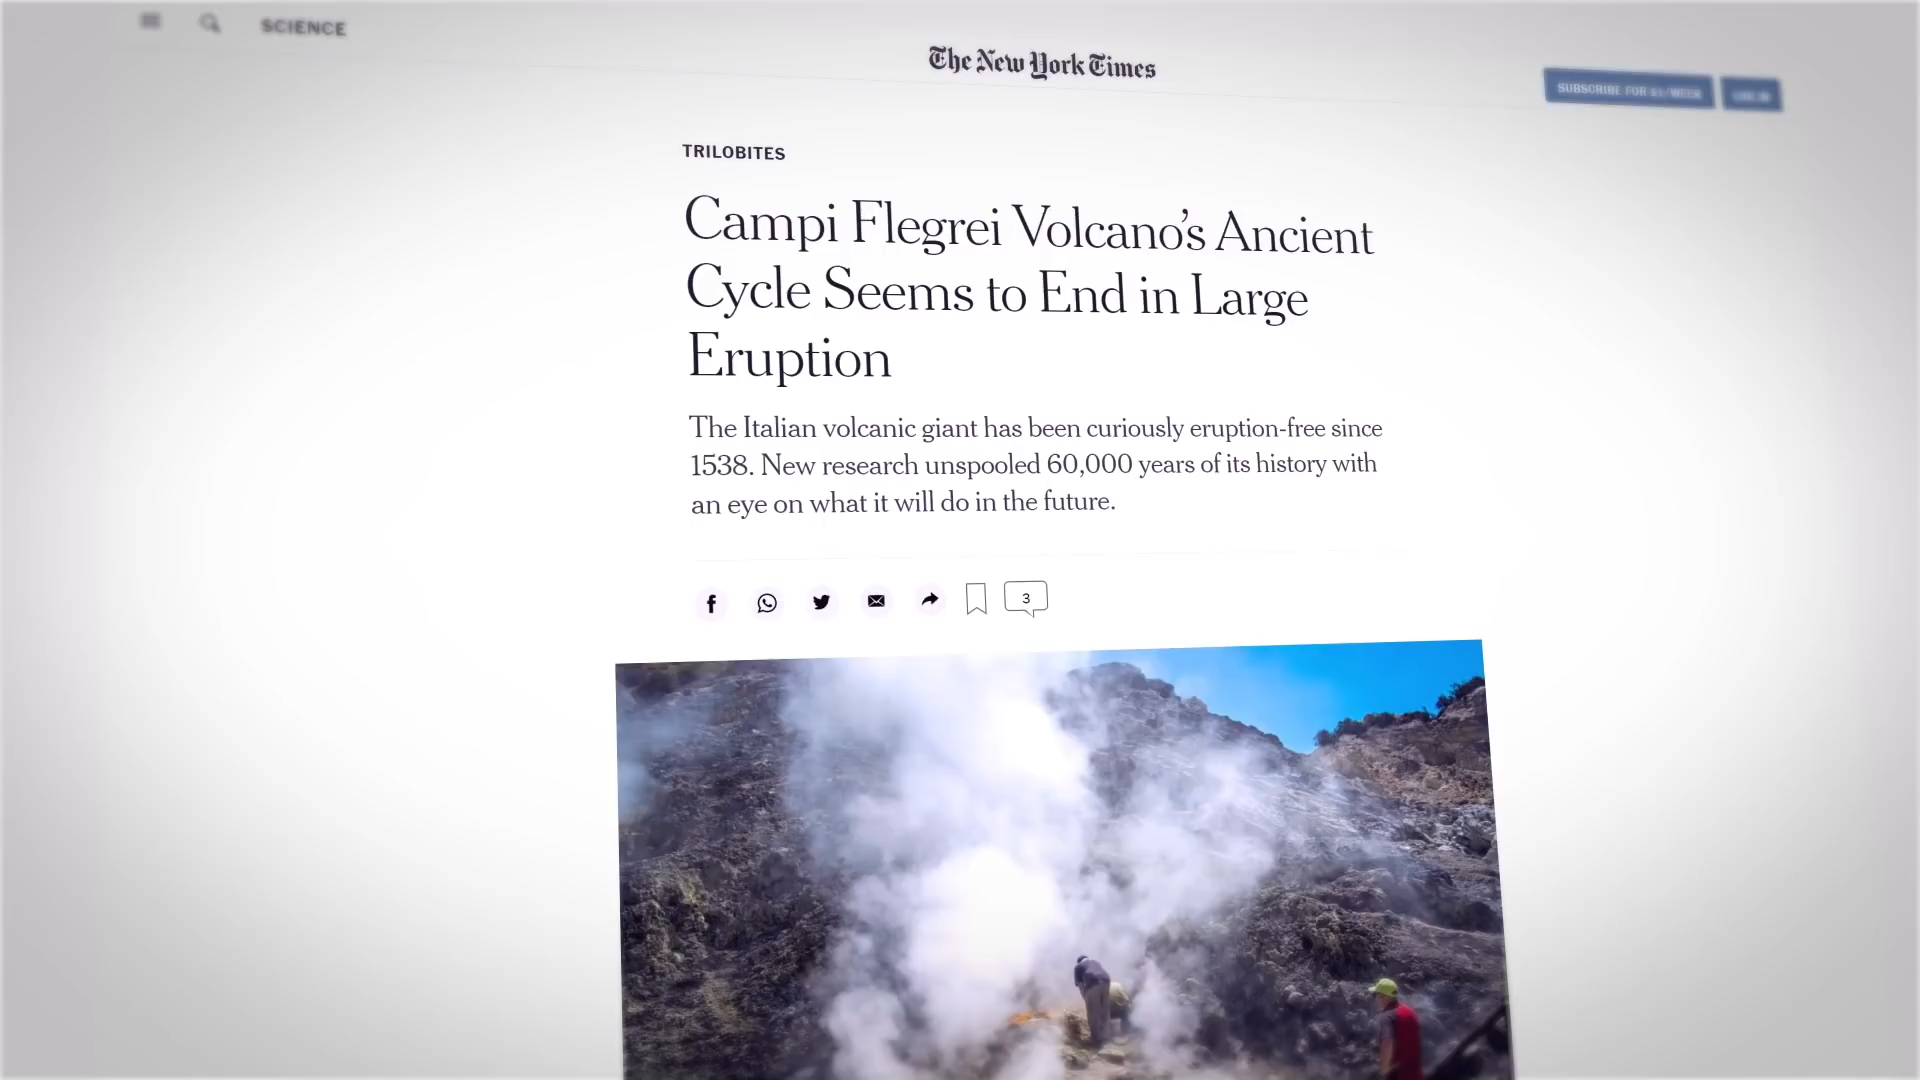 SCIENCE
The New York Times
SUBSCRIBE FOR $1/WEEK
LOG IN
TRILOBITES
Campi Flegrei Volcano’s Ancient
Cycle Seems to End in Large
Eruption
The Italian volcanic giant has been curiously eruption-free since
1538. New research unspooled 60,000 years of its history with
an eye on what it will do in the future.
3